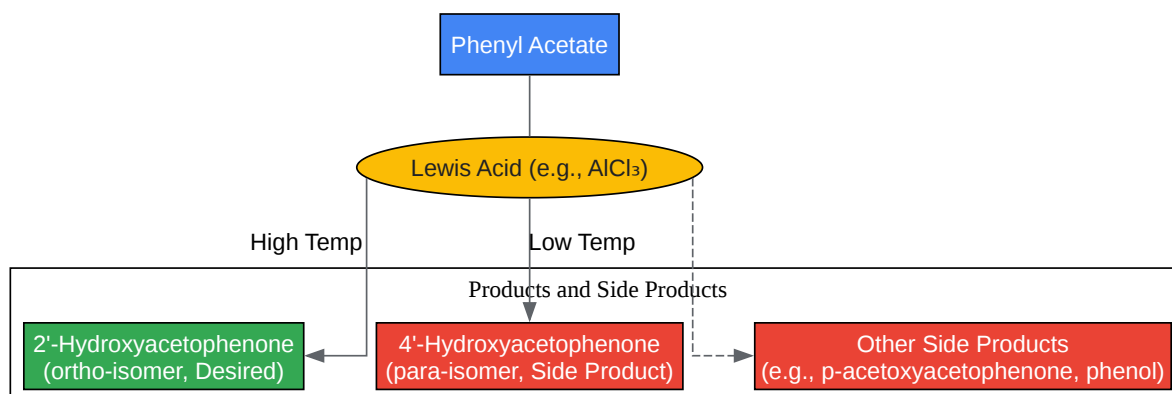 Phenyl Acetate
Lewis Acid (e.g., AlCl₃)
High Temp
Low Temp
Products and Side Products
2'-Hydroxyacetophenone
(ortho-isomer, Desired)
4'-Hydroxyacetophenone
(para-isomer, Side Product)
Other Side Products
(e.g., p-acetoxyacetophenone, phenol)